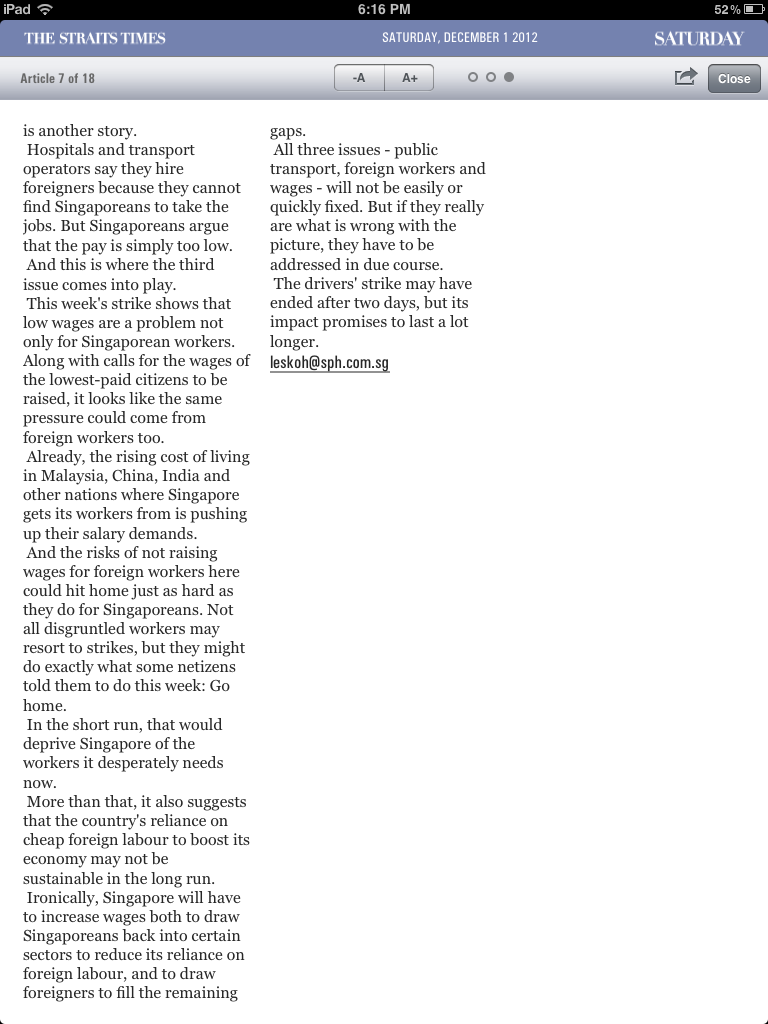 iPad
6:16 PM
52%
THE STRAITS TIMES
SATURDAY, DECEMBER 1 2012
SATURDAY
Article 7 of 18
-A
A+
Close
is another story.
Hospitals and transport
operators say they hire
foreigners because they cannot
find Singaporeans to take the
jobs. But Singaporeans argue
that the pay is simply too low.
And this is where the third
issue comes into play.
This week's strike shows that
low wages are a problem not
only for Singaporean workers.
Along with calls for the wages of
the lowest-paid citizens to be
raised, it looks like the same
pressure could come from
foreign workers too.
Already, the rising cost of living
in Malaysia, China, India and
other nations where Singapore
gets its workers from is pushing
up their salary demands.
And the risks of not raising
wages for foreign workers here
could hit home just as hard as
they do for Singaporeans. Not
all disgruntled workers may
resort to strikes, but they might
do exactly what some netizens
told them to do this week: Go
home.
In the short run, that would
deprive Singapore of the
workers it desperately needs
now.
More than that, it also suggests
that the country's reliance on
cheap foreign labour to boost its
economy may not be
sustainable in the long run.
Ironically, Singapore will have
to increase wages both to draw
Singaporeans back into certain
sectors to reduce its reliance on
foreign labour, and to draw
foreigners to fill the remaining
gaps.
All three issues - public
transport, foreign workers and
wages - will not be easily or
quickly fixed. But if they really
are what is wrong with the
picture, they have to be
addressed in due course.
The drivers' strike may have
ended after two days, but its
impact promises to last a lot
longer.
leskoh@sph.com.sg